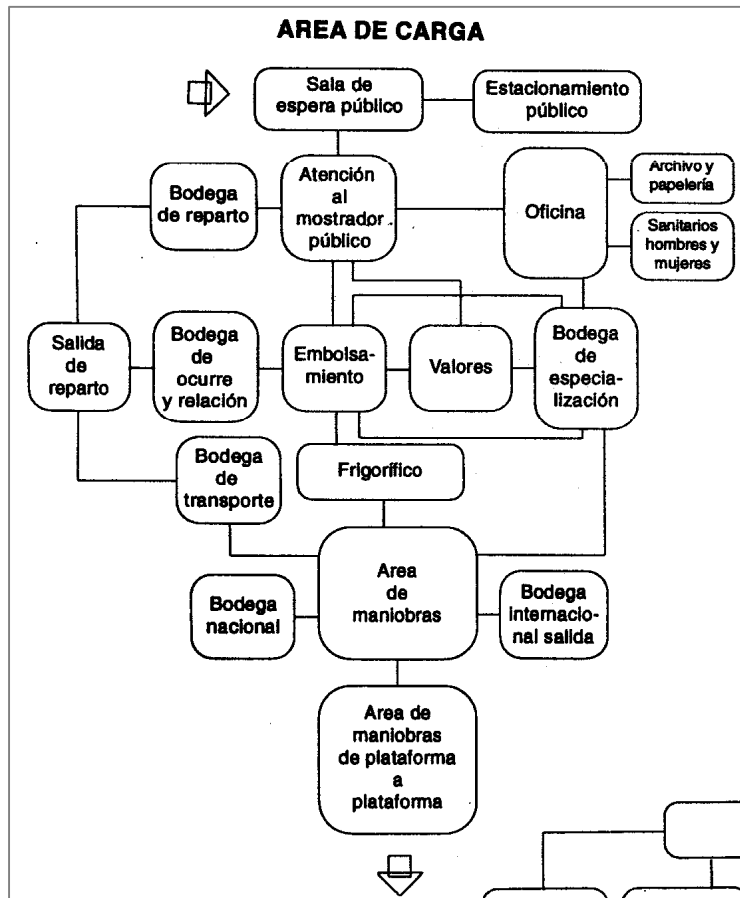 AREA DE CARGA
Sala de
espera público
Estacionamiento
público
Atención
al
mostrador
público
Bodega
de reparto
Oficina
Archivo y
papelería
Sanitarios
hombres y
mujeres
Salida
de
reparto
Bodega
de
ocurre
y relación
Embolsa-
miento
Valores
Bodega
de
especia-
lización
Bodega
de
transporte
Frigorífico
Area
de
maniobras
Bodega
nacional
Bodega
internacio-
nal salida
Area de
maniobras
de plataforma
a
plataforma